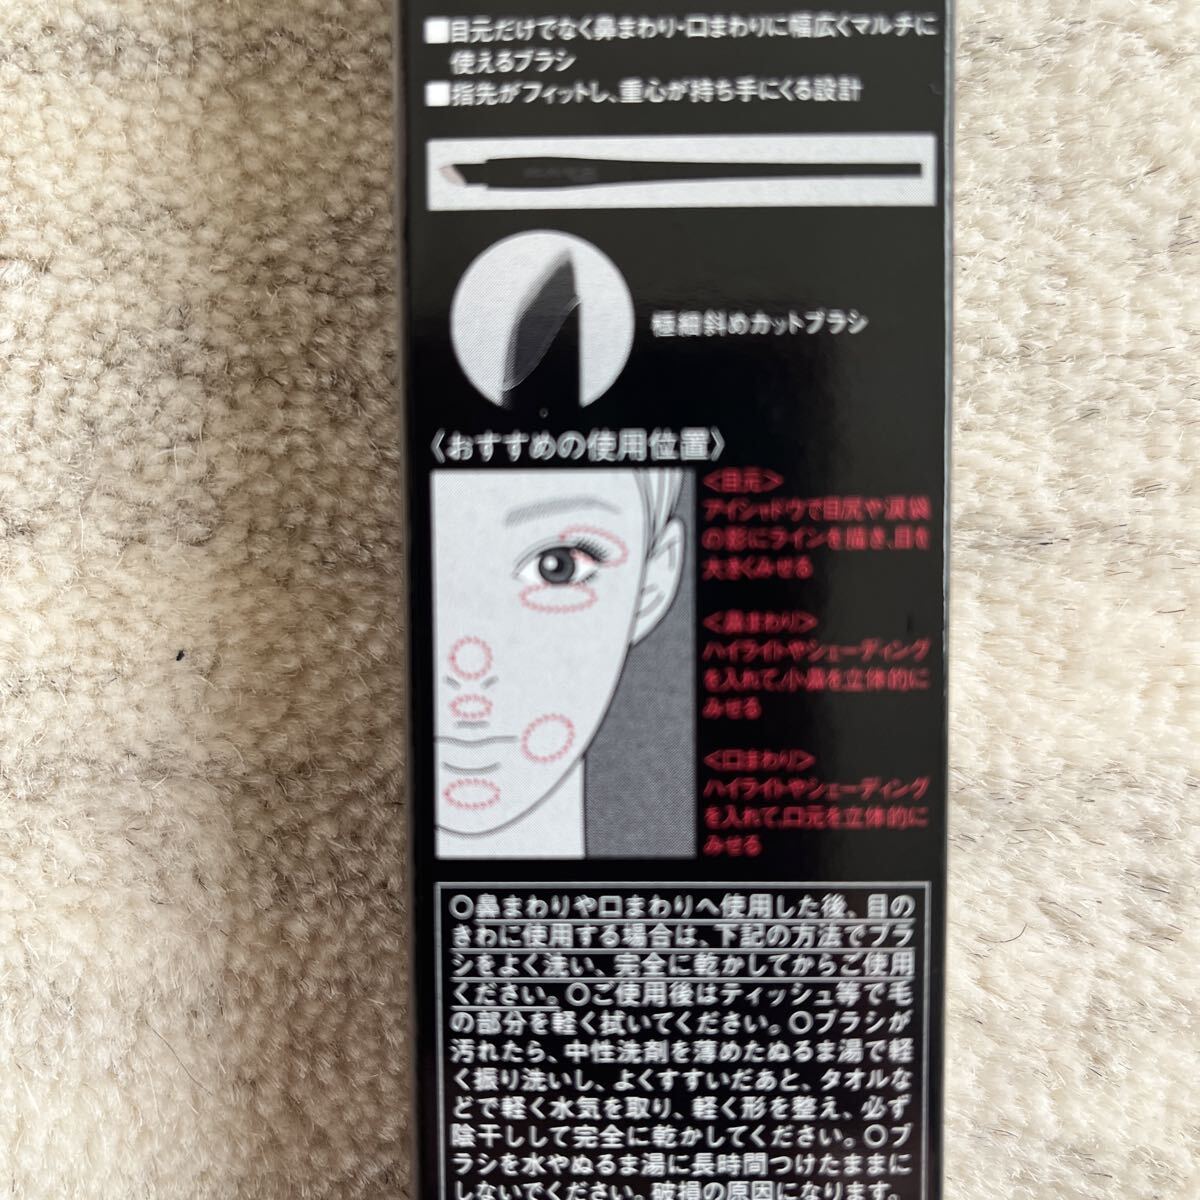 ■目元だけでなく鼻まわり・口まわりに幅広くマルチに
使えるブラシ
■指先がフィットし、重心が持ち手にくる設計
極細斜めカットブラシ
〈おすすめの使用位置〉
<目元>
アイシャドウで目尻や涙袋
の影にラインを描き、目を
大きくみせる
<鼻まわり>
ハイライトやシェーディング
を入れて、小鼻を立体的に
みせる
<口まわり>
ハイライトやシェーディング
を入れて、口元を立体的に
みせる
○鼻まわりや口まわりへ使用した後、目の
きわに使用する場合は、下記の方法でブラ
シをよく洗い、完全に乾かしてからご使用
ください。○ご使用後はティッシュ等で毛
の部分を軽く拭いてください。○ブラシが
汚れたら、中性洗剤を薄めたぬるま湯で軽
く振り洗いし、よくすすいだあと、タオルな
どで軽く水気を取り、軽く形を整え、必ず
陰干しして完全に乾かしてください。○ブ
ラシを水やぬるま湯に長時間つけたままに
しないでください。破損の原因になります。